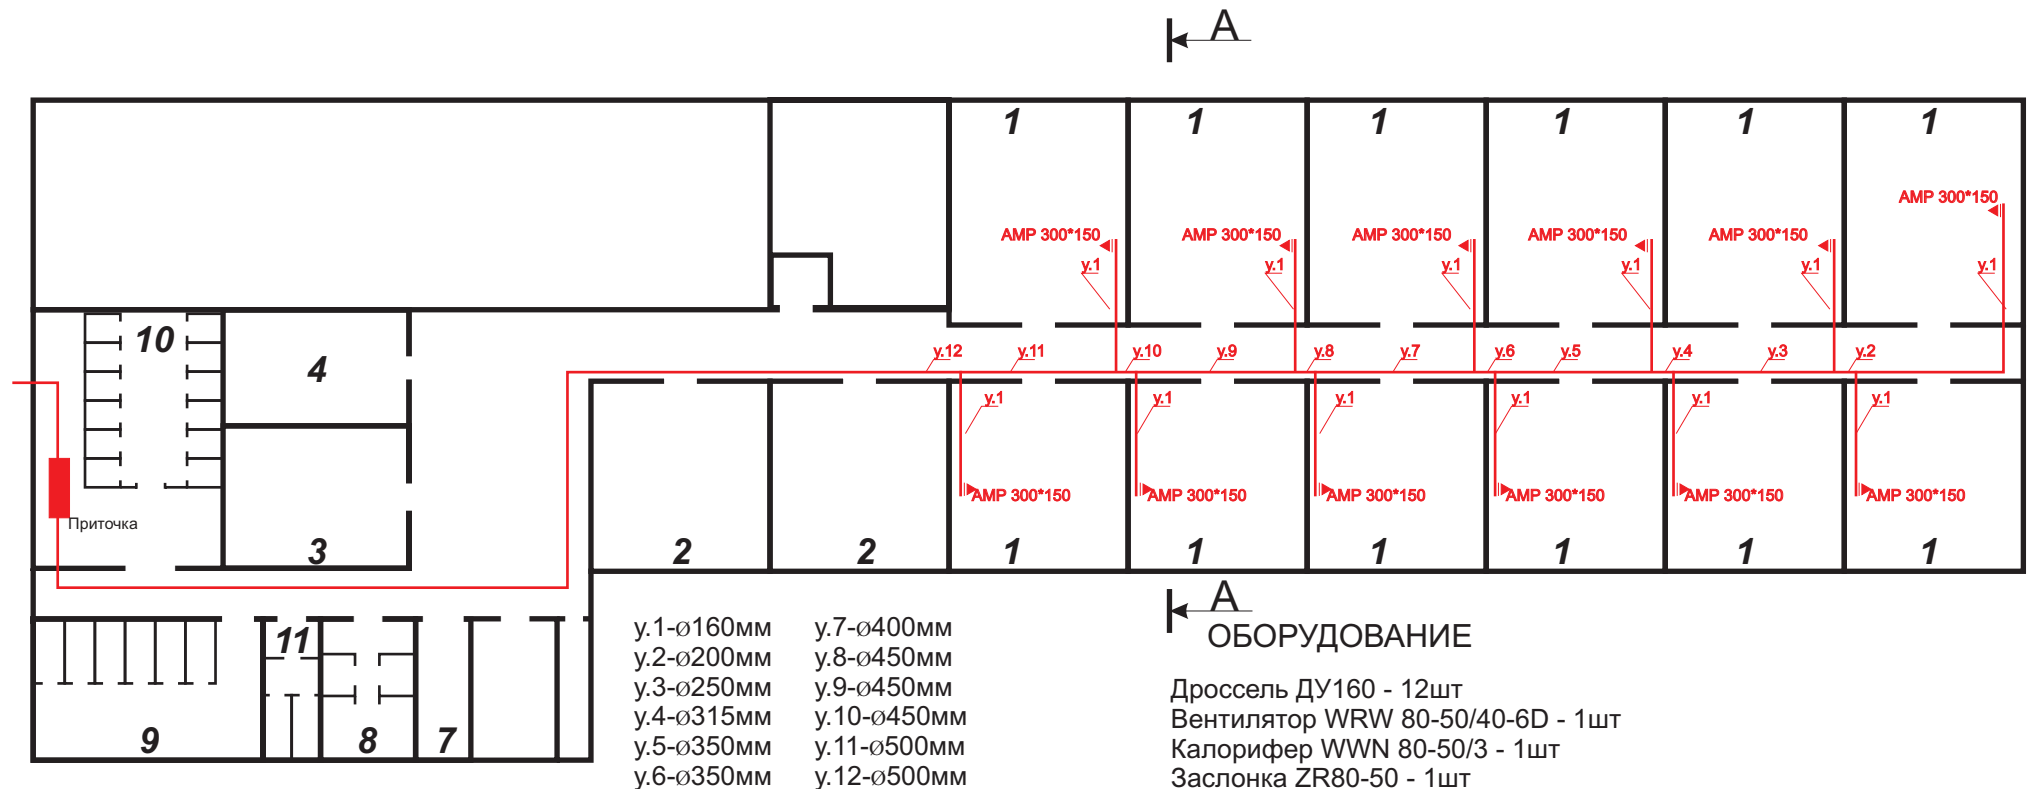 А
1 1 1 1 1 1
АМР 300*150
АМР 300*150 АМР 300*150 АМР 300*150 АМР 300*150 АМР 300*150
у.1 у.1 у.1 у.1 у.1 у.1
10
4
у.12 у.11 у.10 у.9 у.8 у.7 у.6 у.5 у.4 у.3 у.2
у.1 у.1 у.1 у.1 у.1 у.1
АМР 300*150 АМР 300*150 АМР 300*150 АМР 300*150 АМР 300*150 АМР 300*150
Приточка
3 2 2 1 1 1 1 1 1
А
11
9 8 7
у.1-ø160мм
у.2-ø200мм
у.3-ø250мм
у.4-ø315мм
у.5-ø350мм
у.6-ø350мм
у.7-ø400мм
у.8-ø450мм
у.9-ø450мм
у.10-ø450мм
у.11-ø500мм
у.12-ø500мм
ОБОРУДОВАНИЕ
Дроссель ДУ160 - 12шт
Вентилятор WRW 80-50/40-6D - 1шт
Калорифер WWN 80-50/3 - 1шт
Заслонка ZR80-50 - 1шт